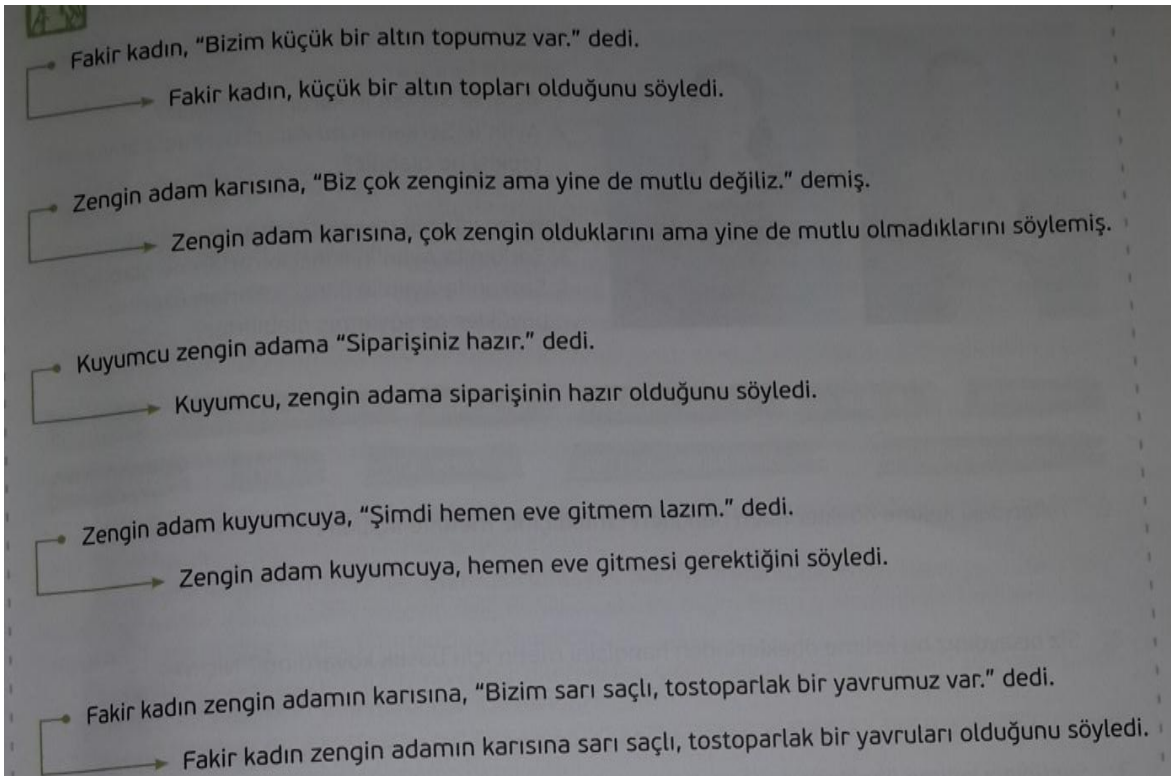 Fakir kadın, “Bizim küçük bir altın topumuz var.” dedi.
Fakir kadın, küçük bir altın topları olduğunu söyledi.
Zengin adam karısına, “Biz çok zenginiz ama yine de mutlu değiliz.” demiş.
Zengin adam karısına, çok zengin olduklarını ama yine de mutlu olmadıklarını söylemiş.
Kuyumcu zengin adama “Siparişiniz hazır.” dedi.
Kuyumcu, zengin adama siparişinin hazır olduğunu söyledi.
Zengin adam kuyumcuya, “Şimdi hemen eve gitmem lazım.” dedi.
Zengin adam kuyumcuya, hemen eve gitmesi gerektiğini söyledi.
Fakir kadın zengin adamın karısına, “Bizim sarı saçlı, tostoparlak bir yavrumuz var.” dedi.
Fakir kadın zengin adamın karısına sarı saçlı, tostoparlak bir yavruları olduğunu söyledi.